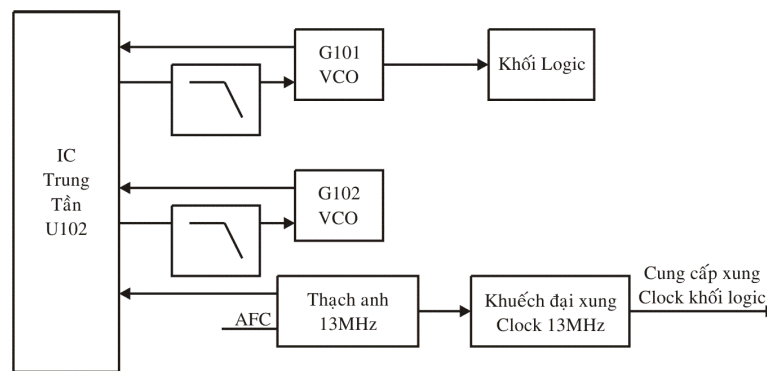 G101
VCO
Khối Logic
IC
Trung
Tần
U102
G102
VCO
Thạch anh
13MHz
AFC
Khuếch đại xung
Clock 13MHz
Cung cấp xung
Clock khối logic